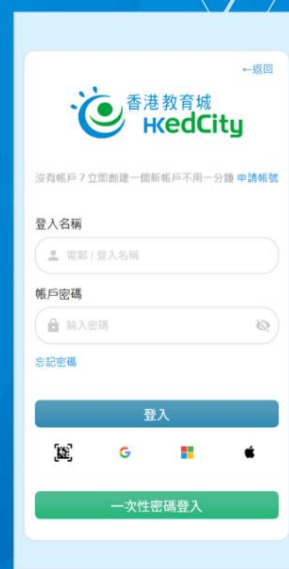 ←返回
香港教育城
HKedCity
沒有帳戶？立即創建一個新帳戶不用一分鐘 申請帳號
登入名稱
電郵 / 登入名稱
帳戶密碼
輸入密碼
忘記密碼
登入
一次性密碼登入